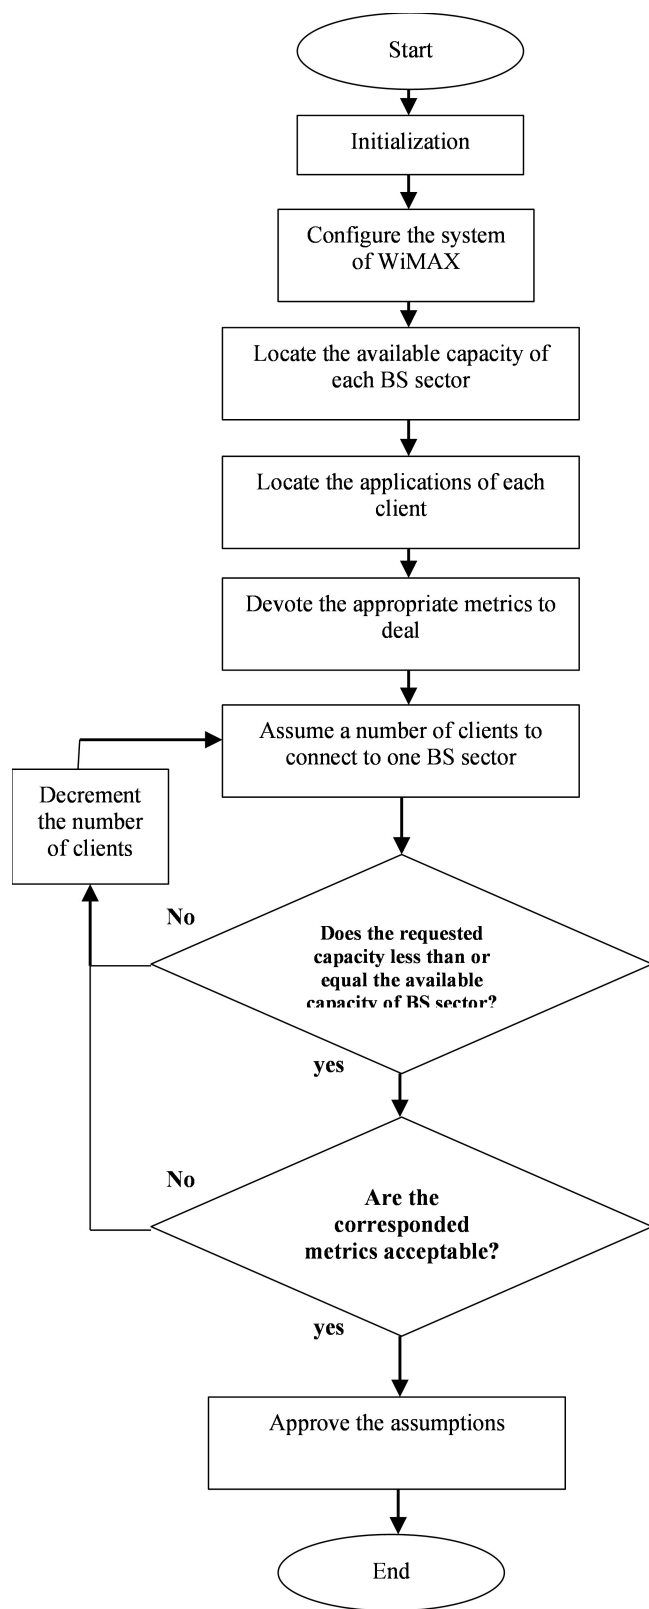 Start
Initialization
Configure the system
of WiMAX
Locate the available capacity of
each BS sector
Locate the applications of each
client
Devote the appropriate metrics to
deal
Assume a number of clients to
connect to one BS sector
Decrement
the number
of clients
No
Does the requested
capacity less than or
equal the available
capacity of BS sector?
yes
No
Are the
corresponded
metrics acceptable?
yes
Approve the assumptions
End